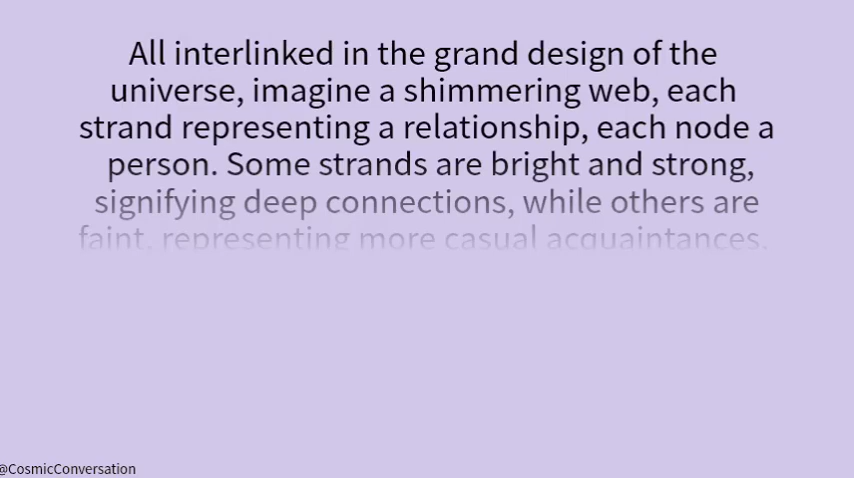 All interlinked in the grand design of the
universe, imagine a shimmering web, each
strand representing a relationship, each node a
person. Some strands are bright and strong,
signifying deep connections, while others are
faint, representing more casual acquaintances.
@CosmicConversation